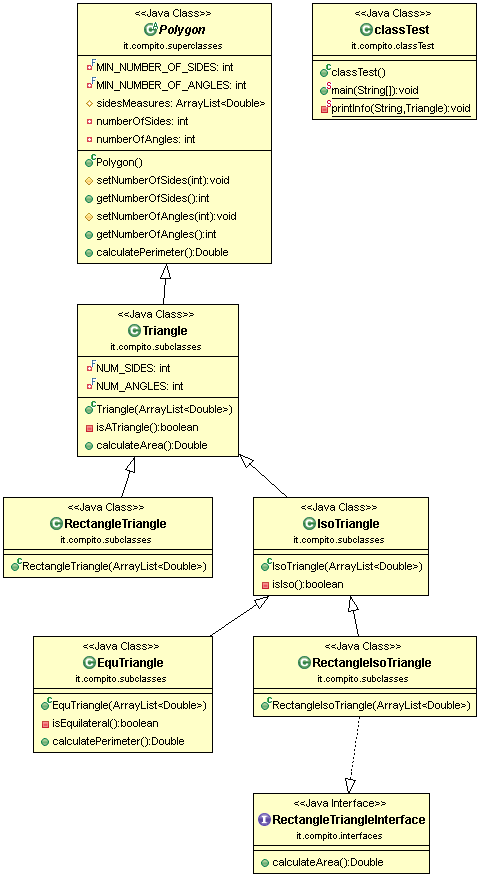 <<Java Class>>
Polygon
it.compito.superclasses
MIN_NUMBER_OF_SIDES: int
MIN_NUMBER_OF_ANGLES: int
sidesMeasures: ArrayList<Double>
numberOfSides: int
numberOfAngles: int
Polygon()
setNumberOfSides(int):void
getNumberOfSides():int
setNumberOfAngles(int):void
getNumberOfAngles():int
calculatePerimeter():Double
<<Java Class>>
classTest
it.compito.classTest
classTest()
main(String[]):void
printInfo(String,Triangle):void
<<Java Class>>
Triangle
it.compito.subclasses
NUM_SIDES: int
NUM_ANGLES: int
Triangle(ArrayList<Double>)
isATriangle():boolean
calculateArea():Double
<<Java Class>>
RectangleTriangle
it.compito.subclasses
RectangleTriangle(ArrayList<Double>)
<<Java Class>>
IsoTriangle
it.compito.subclasses
IsoTriangle(ArrayList<Double>)
isIso():boolean
<<Java Class>>
EquTriangle
it.compito.subclasses
EquTriangle(ArrayList<Double>)
isEquilateral():boolean
calculatePerimeter():Double
<<Java Class>>
RectangleIsoTriangle
it.compito.subclasses
RectangleIsoTriangle(ArrayList<Double>)
<<Java Interface>>
RectangleTriangleInterface
it.compito.interfaces
calculateArea():Double